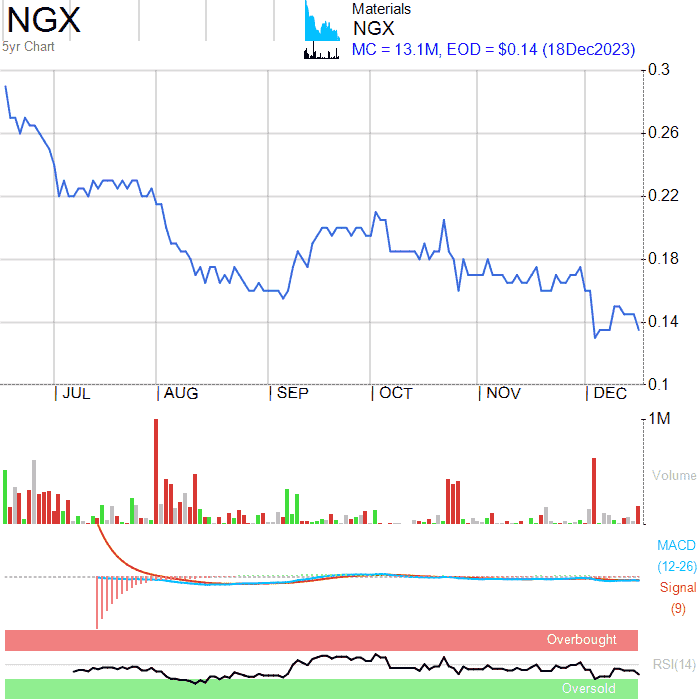 NGX
5yr Chart
Materials
NGX
MC = 13.1M, EOD = $0.14 (18Dec2023)
0.3
0.26
0.22
0.18
0.14
0.1
JUL AUG SEP OCT NOV DEC
1M
Volume
MACD
(12-26)
Signal
(9)
Overbought
RSI(14)
Oversold